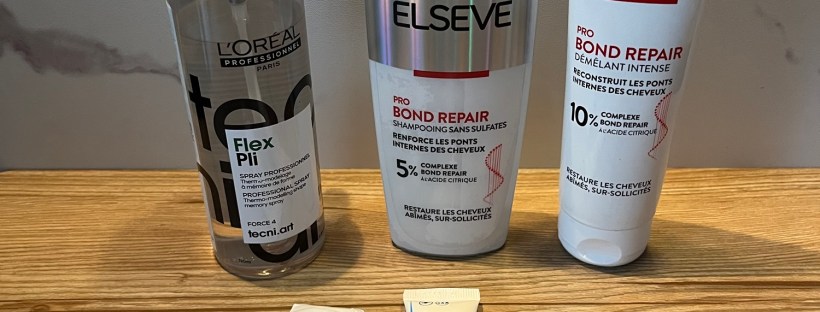 L'ORÉAL
PROFESSIONNEL
PARIS
Flex
Pli
SPRAY PROFESSIONNEL
Thermo-modelage
à mémoire de forme
PROFESSIONAL SPRAY
Thermo-modelling shape
memory spray
FORCE 4
tecni.art
ELSEVE
PRO
BOND REPAIR
SHAMPOOING SANS SULFATES
RENFORCE LES PONTS
INTERNES DES CHEVEUX
5% COMPLEXE
BOND REPAIR
À L'ACIDE CITRIQUE
RESTAURE LES CHEVEUX
ABÎMÉS, SUR-SOLLICITÉS
PRO
BOND REPAIR
DÉMÊLANT INTENSE
RECONSTRUIT LES PONTS
INTERNES DES CHEVEUX
10% COMPLEXE
BOND REPAIR
À L'ACIDE CITRIQUE
RESTAURE LES CHEVEUX
ABÎMÉS, SUR-SOLLICITÉS